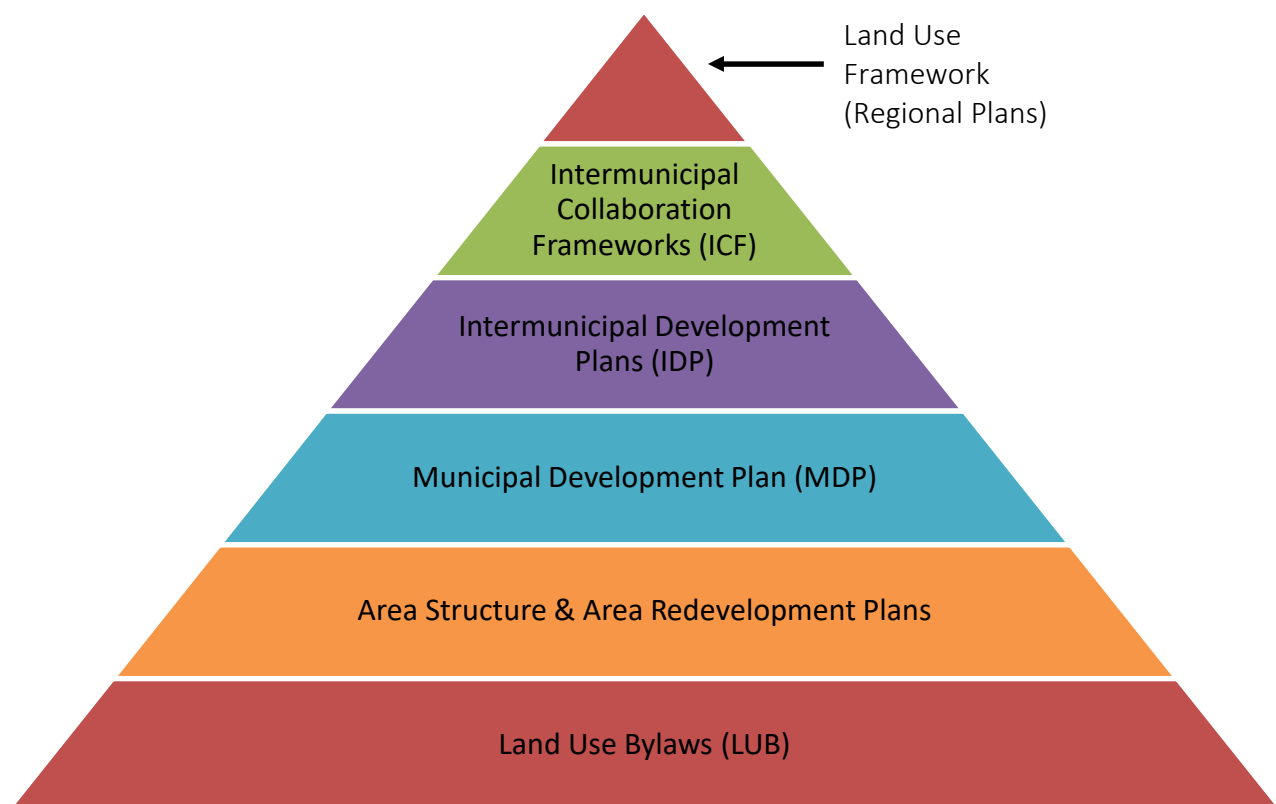 Land Use
Framework
(Regional Plans)
Intermunicipal
Collaboration
Frameworks (ICF)
Intermunicipal Development
Plans (IDP)
Municipal Development Plan (MDP)
Area Structure & Area Redevelopment Plans
Land Use Bylaws (LUB)